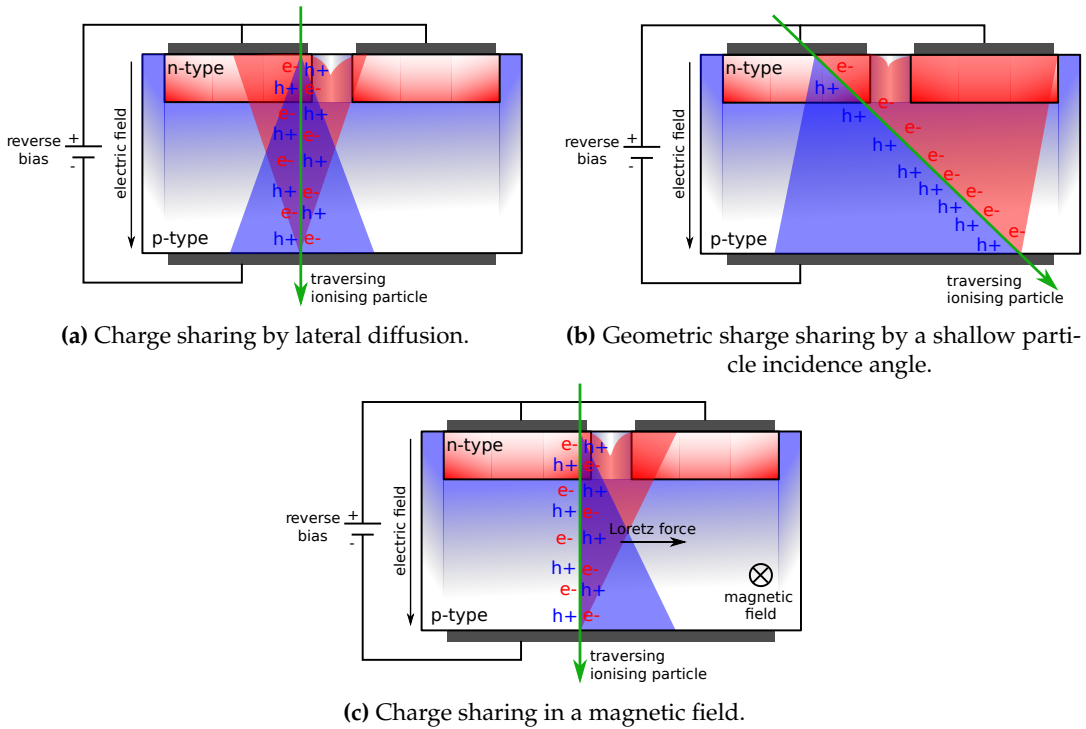 n-type
e-
h+
h+
e-
e-
h+
h+
e-
e-
h+
h+
e-
e-
h+
h+
e-
reverse
bias
+
-
electric field
p-type
traversing
ionising particle
(a) Charge sharing by lateral diffusion.
n-type
e-
h+
e-
h+
e-
h+
e-
h+
e-
h+
e-
h+
e-
h+
e-
h+
reverse
bias
+
-
electric field
p-type
traversing
ionising particle
(b) Geometric sharge sharing by a shallow parti-
cle incidence angle.
n-type
e-
h+
h+
e-
e-
h+
h+
e-
e-
h+
h+
e-
e-
h+
h+
e-
reverse
bias
+
-
electric field
Loretz force
magnetic
field
p-type
traversing
ionising particle
(c) Charge sharing in a magnetic field.